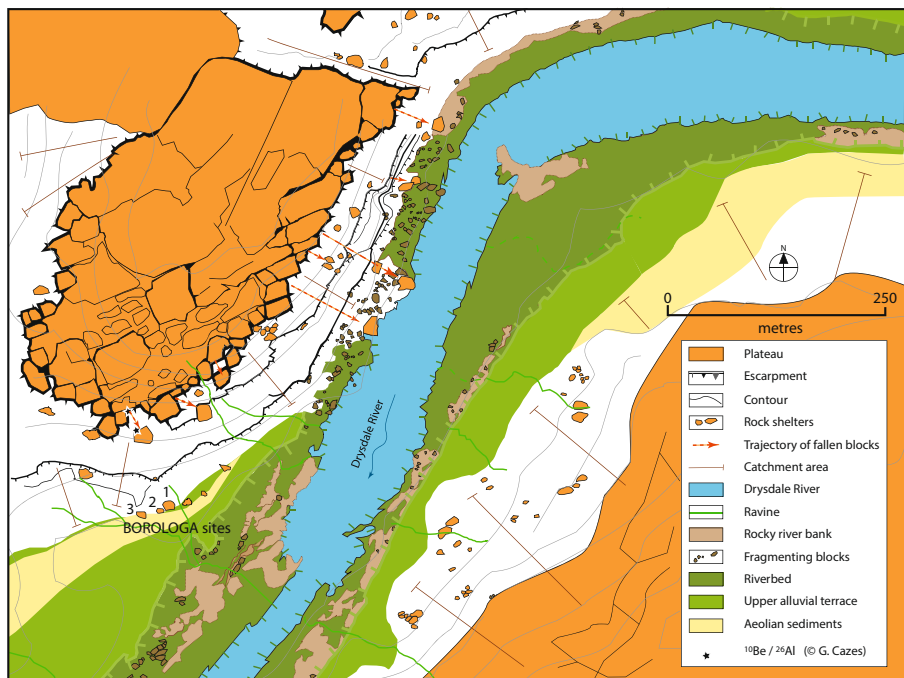 N
0 250
metres
Plateau
Escarpment
Contour
Rock shelters
Trajectory of fallen blocks
Catchment area
Drysdale River
Ravine
Rocky river bank
Fragmenting blocks
Riverbed
Upper alluvial terrace
Aeolian sediments
¹⁰Be / ²⁶Al (© G. Cazes)
Drysdale River
1
2
3
BOROLOGA sites